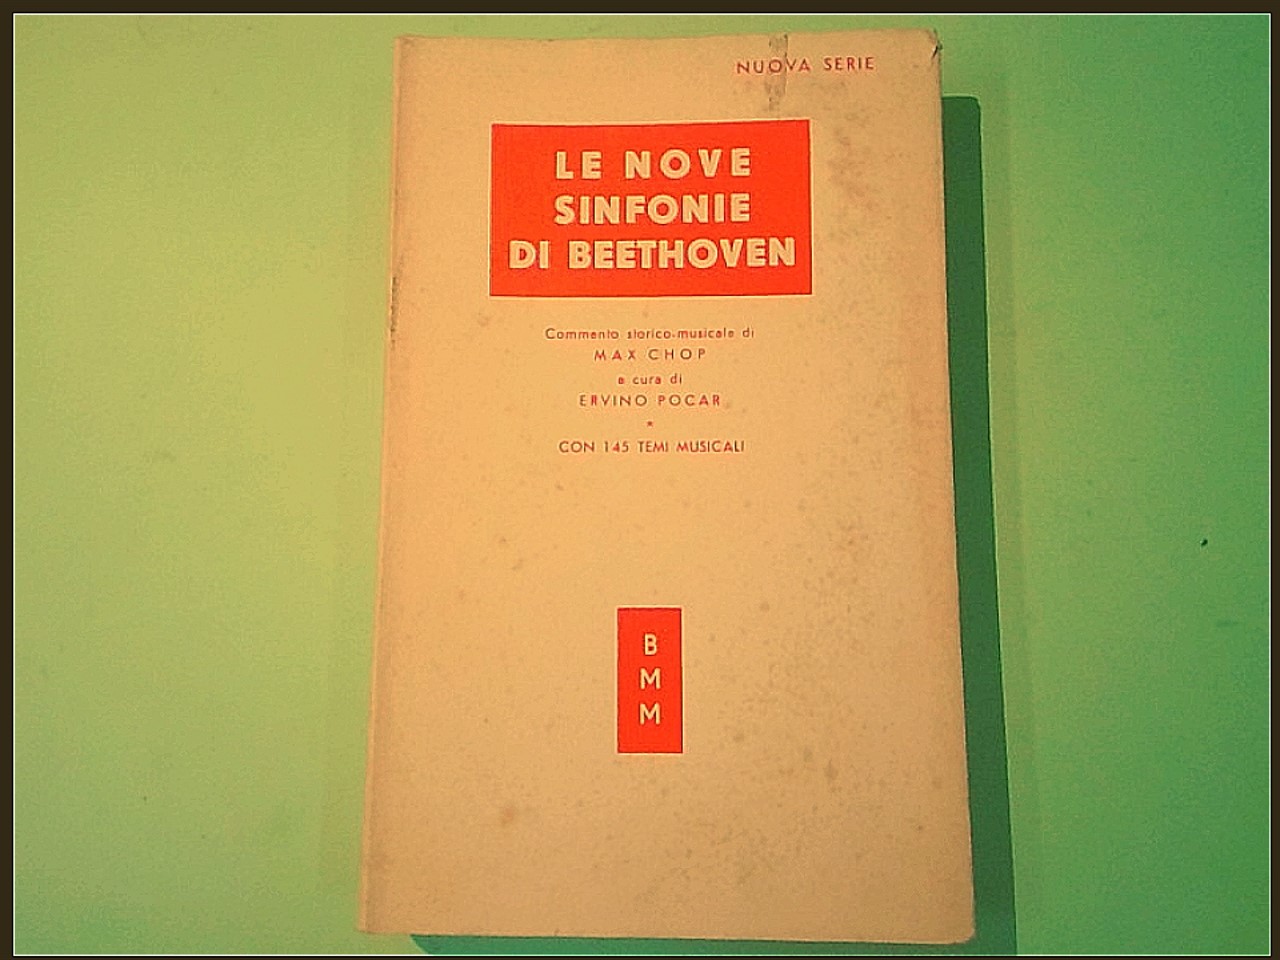 NUOVA SERIE
LE NOVE
SINFONIE
DI BEETHOVEN
Commento storico-musicale di
MAX CHOP
a cura di
ERVINO POCAR
*
CON 145 TEMI MUSICALI
B
M
M